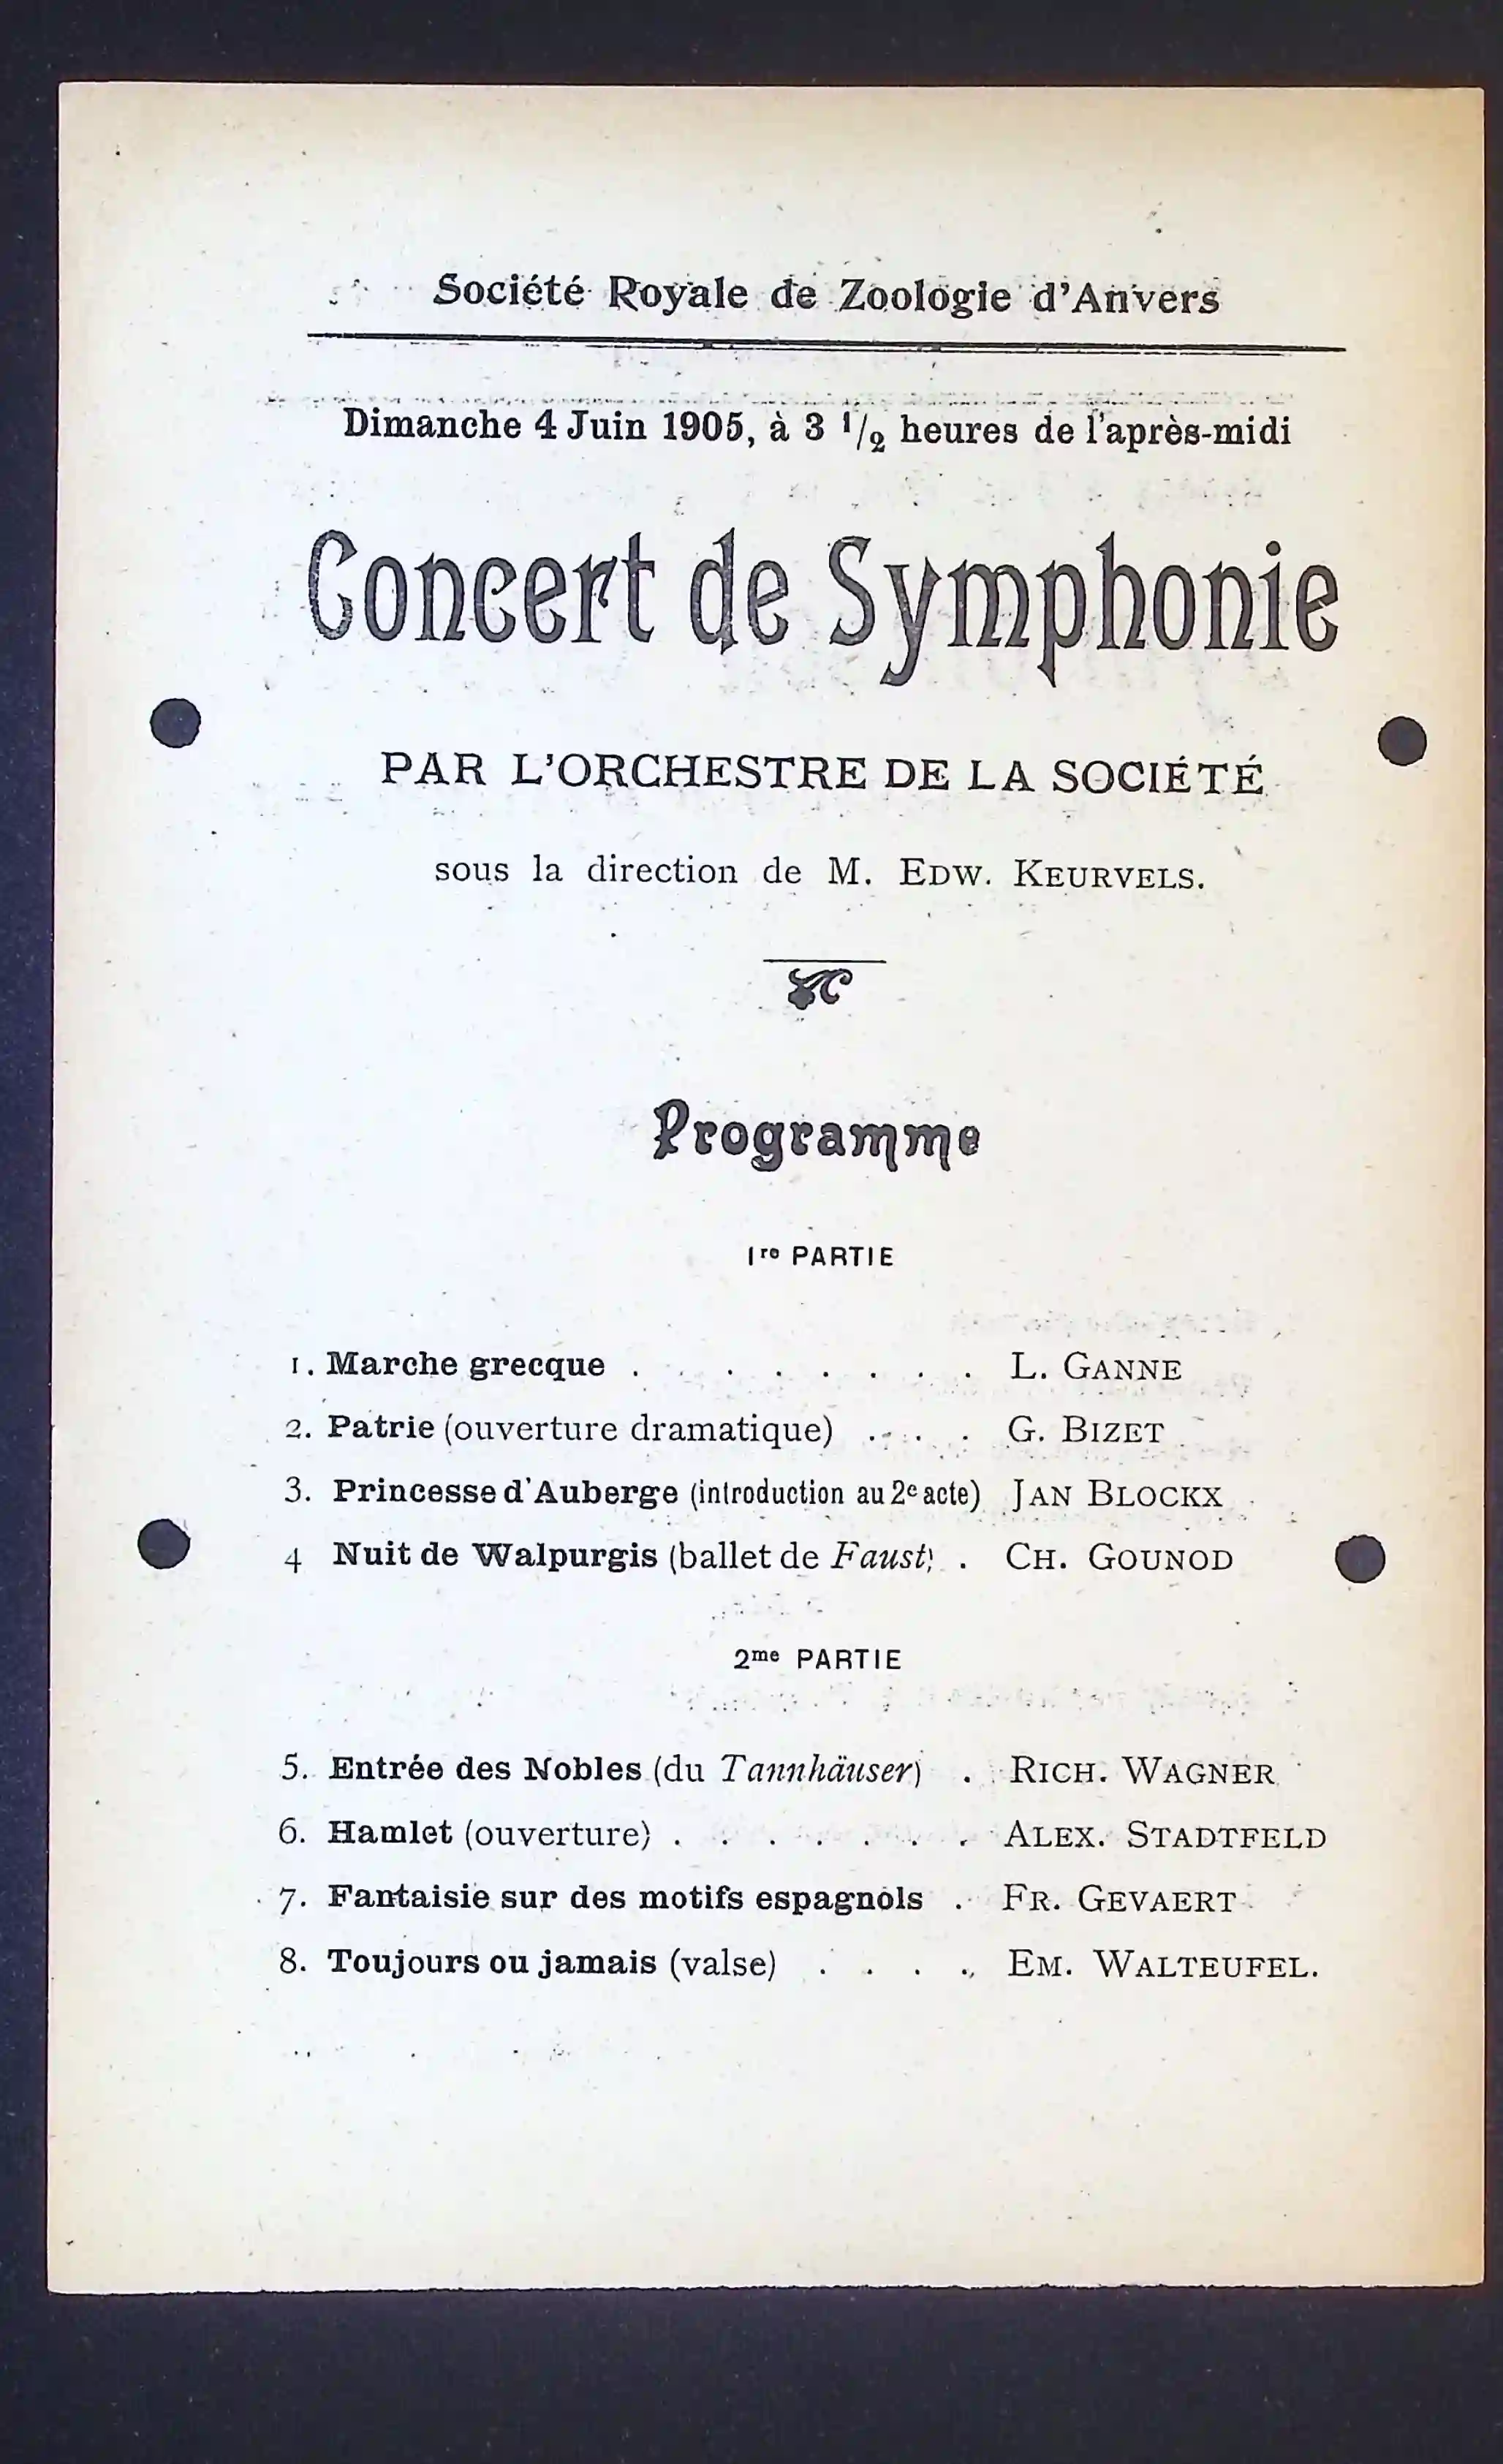 Société Royale de Zoologie d'Anvers
Dimanche 4 Juin 1905, à 3 1/2 heures de l'après-midi
Concert de Symphonie
PAR L'ORCHESTRE DE LA SOCIÉTÉ
sous la direction de M. EDW. KEURVELS.
Programme
1re PARTIE
1. Marche grecque . . . . . . . . L. GANNE
2. Patrie (ouverture dramatique) . . . G. BIZET
3. Princesse d'Auberge (introduction au 2e acte) JAN BLOCKX
4 Nuit de Walpurgis (ballet de Faust) . CH. GOUNOD
2me PARTIE
5. Entrée des Nobles (du Tannhäuser) . RICH. WAGNER
6. Hamlet (ouverture) . . . . . . . ALEX. STADTFELD
7. Fantaisie sur des motifs espagnols . FR. GEVAERT
8. Toujours ou jamais (valse) . . . . EM. WALTEUFEL.